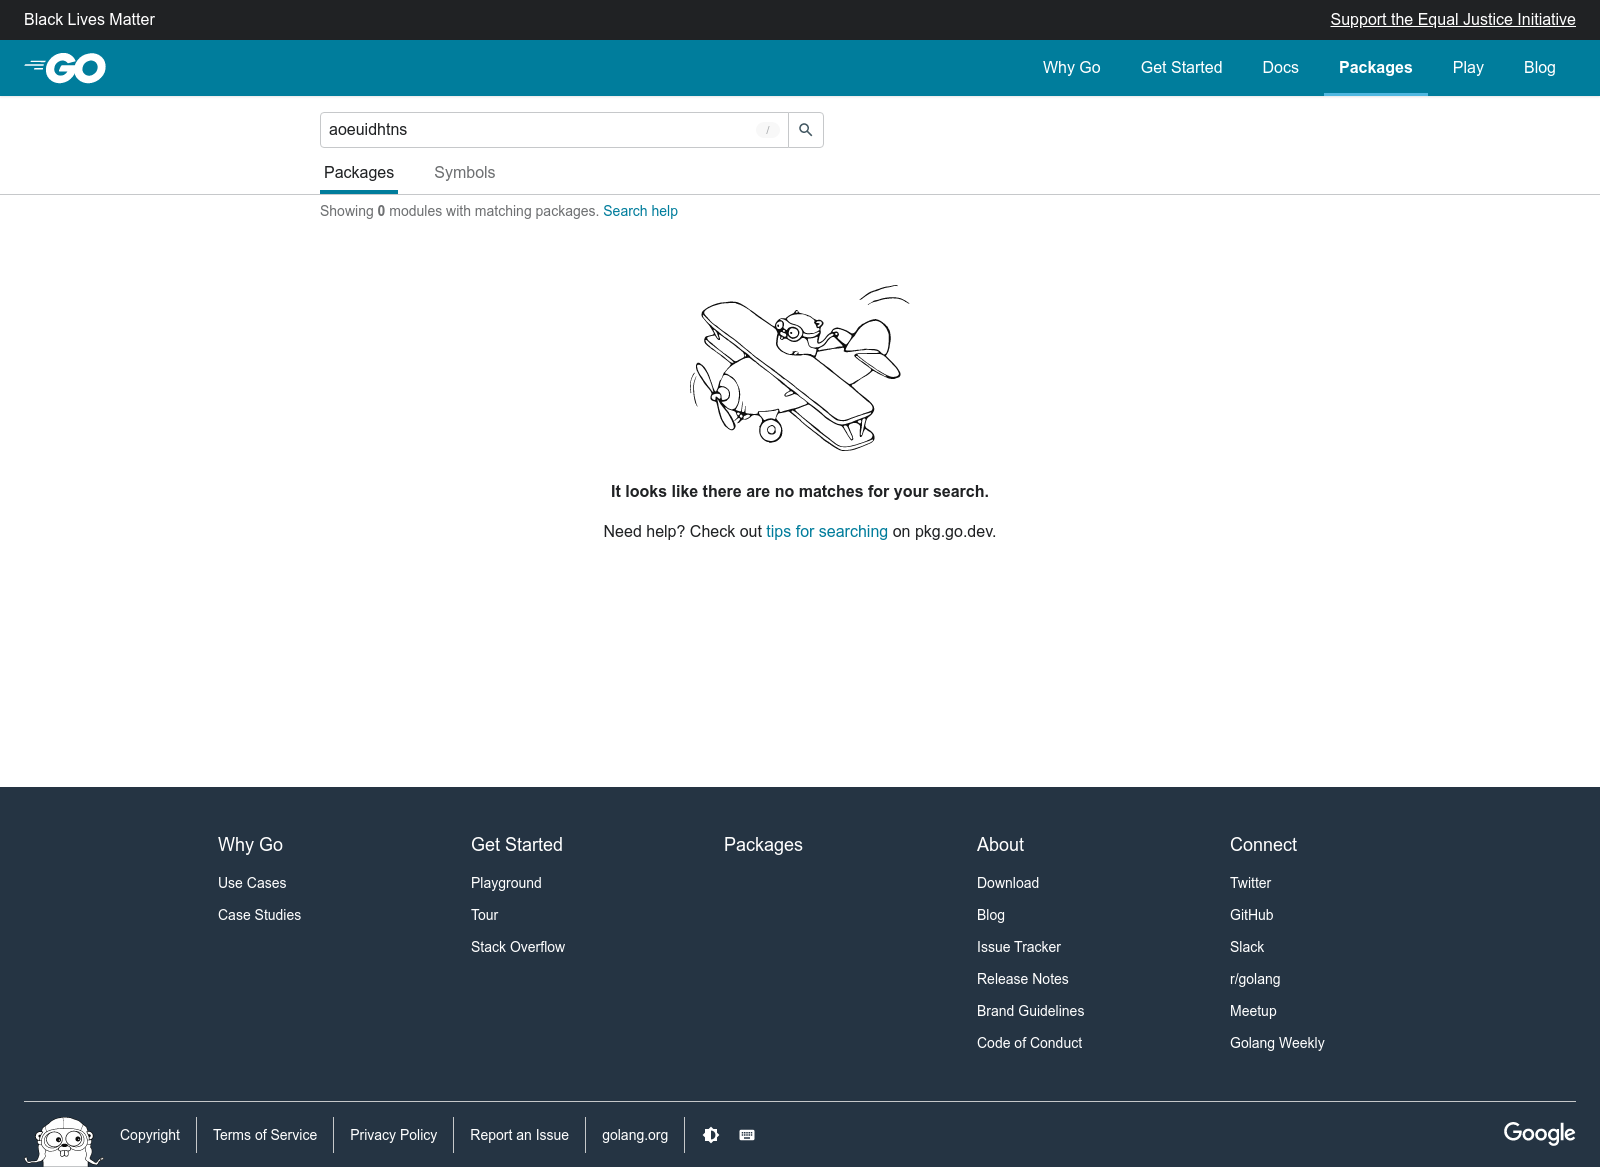 Black Lives Matter
Support the Equal Justice Initiative
GO
Why Go
Get Started
Docs
Packages
Play
Blog
aoeuidhtns
/
Packages
Symbols
Showing 0 modules with matching packages. Search help
It looks like there are no matches for your search.
Need help? Check out tips for searching on pkg.go.dev.
Why Go
Use Cases
Case Studies
Get Started
Playground
Tour
Stack Overflow
Packages
About
Download
Blog
Issue Tracker
Release Notes
Brand Guidelines
Code of Conduct
Connect
Twitter
GitHub
Slack
r/golang
Meetup
Golang Weekly
Copyright
Terms of Service
Privacy Policy
Report an Issue
golang.org
Google